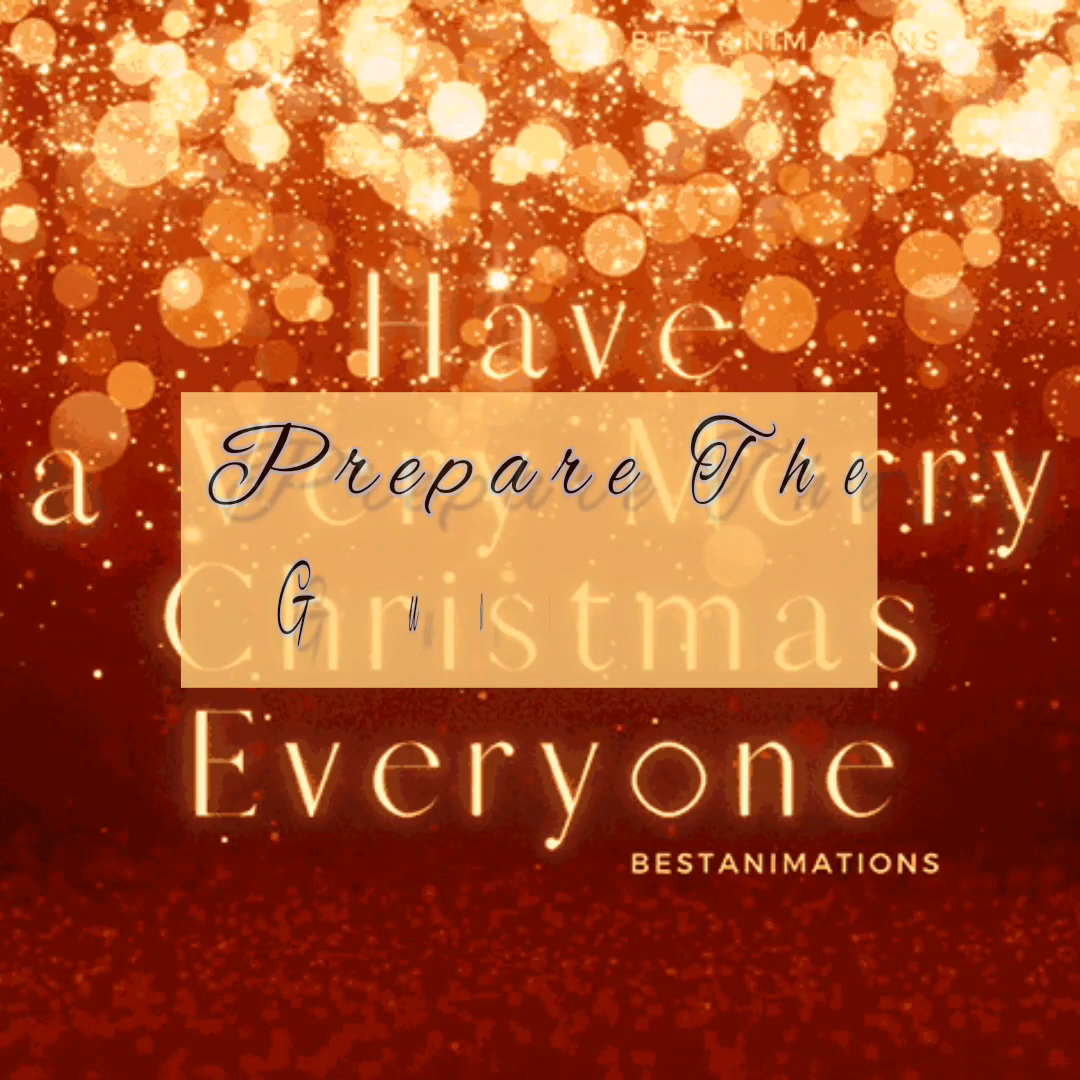 BESTANIMATIONS
Have
a Very Merry
Prepare The
Christmas
Everyone
BESTANIMATIONS